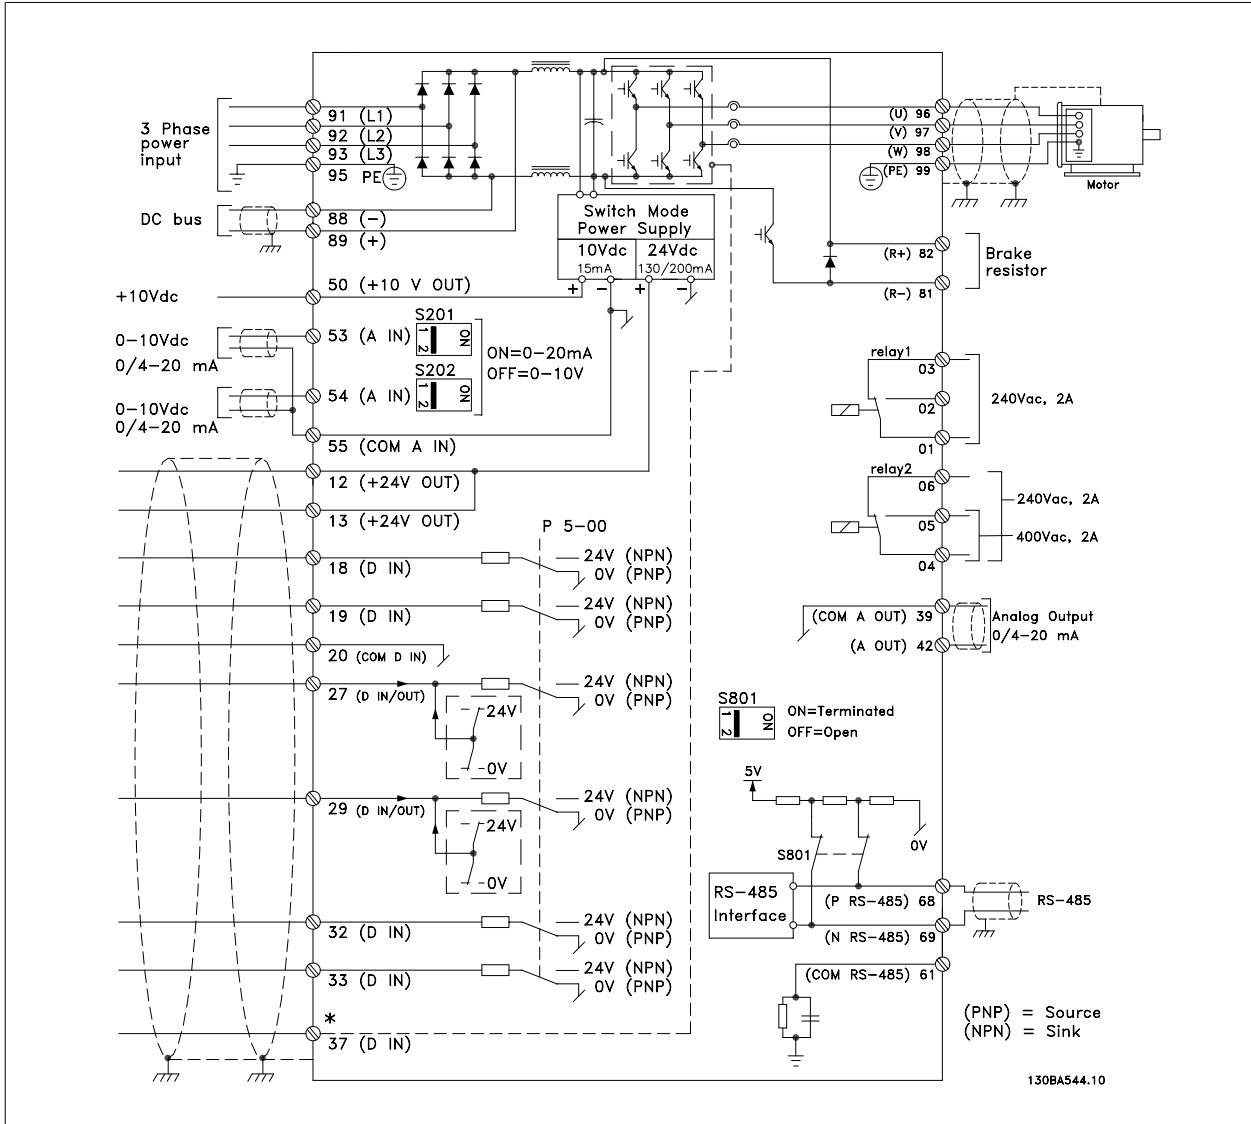 3 Phase
power
input
91 (L1)
92 (L2)
93 (L3)
95 PE
DC bus
88 (−)
89 (+)
+10Vdc
50 (+10 V OUT)
0−10Vdc
0/4−20 mA
53 (A IN)
S201
1 2
ON
S202
1 2
ON
ON=0−20mA
OFF=0−10V
0−10Vdc
0/4−20 mA
54 (A IN)
55 (COM A IN)
12 (+24V OUT)
13 (+24V OUT)
P 5−00
18 (D IN)
24V (NPN)
0V (PNP)
19 (D IN)
24V (NPN)
0V (PNP)
20 (COM D IN)
27 (D IN/OUT)
24V (NPN)
0V (PNP)
24V
0V
29 (D IN/OUT)
24V (NPN)
0V (PNP)
24V
0V
32 (D IN)
24V (NPN)
0V (PNP)
33 (D IN)
24V (NPN)
0V (PNP)
*
37 (D IN)
Switch Mode
Power Supply
10Vdc
15mA
24Vdc
130/200mA
+ − + −
(U) 96
(V) 97
(W) 98
(PE) 99
Motor
(R+) 82
(R−) 81
Brake
resistor
relay1
03
02
01
240Vac, 2A
relay2
06
05
04
240Vac, 2A
400Vac, 2A
(COM A OUT) 39
(A OUT) 42
Analog Output
0/4−20 mA
S801
1 2
ON
ON=Terminated
OFF=Open
5V
0V
S801
RS−485
Interface
(P RS−485) 68
(N RS−485) 69
RS−485
(COM RS−485) 61
(PNP) = Source
(NPN) = Sink
130BA544.10